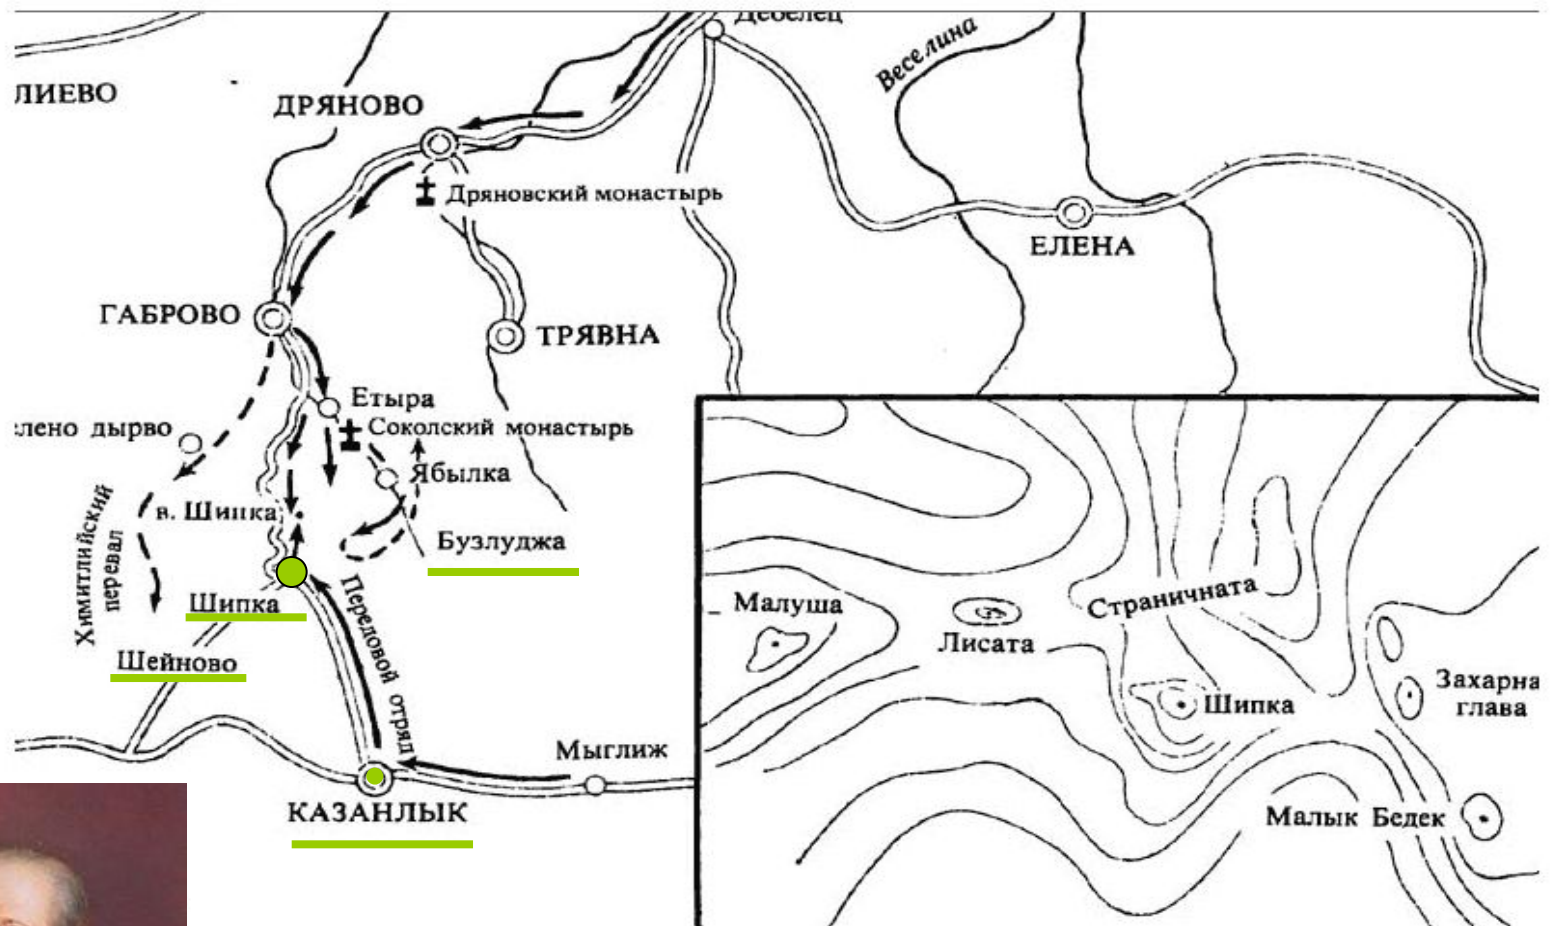 Дебелец
Веселина
ЛИЕВО
ДРЯНОВО
Дряновский монастырь
ЕЛЕНА
ГАБРОВО
ТРЯВНА
Етыра
елено дырво
Соколский монастырь
Ябылка
в. Шипка
Бузлуджа
Химитлийский
перевал
Шипка
Передовой отряд
Шейново
Мыглиж
КАЗАНЛЫК
Малуша
Лисата
Страничната
Шипка
Захарна
глава
Малык Бедек